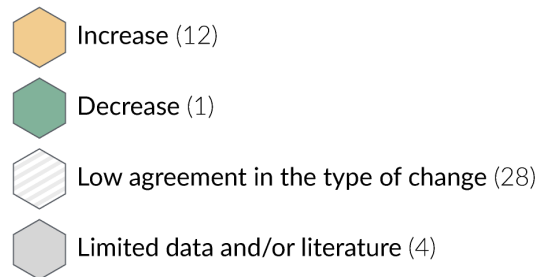 Increase (12)
Decrease (1)
Low agreement in the type of change (28)
Limited data and/or literature (4)